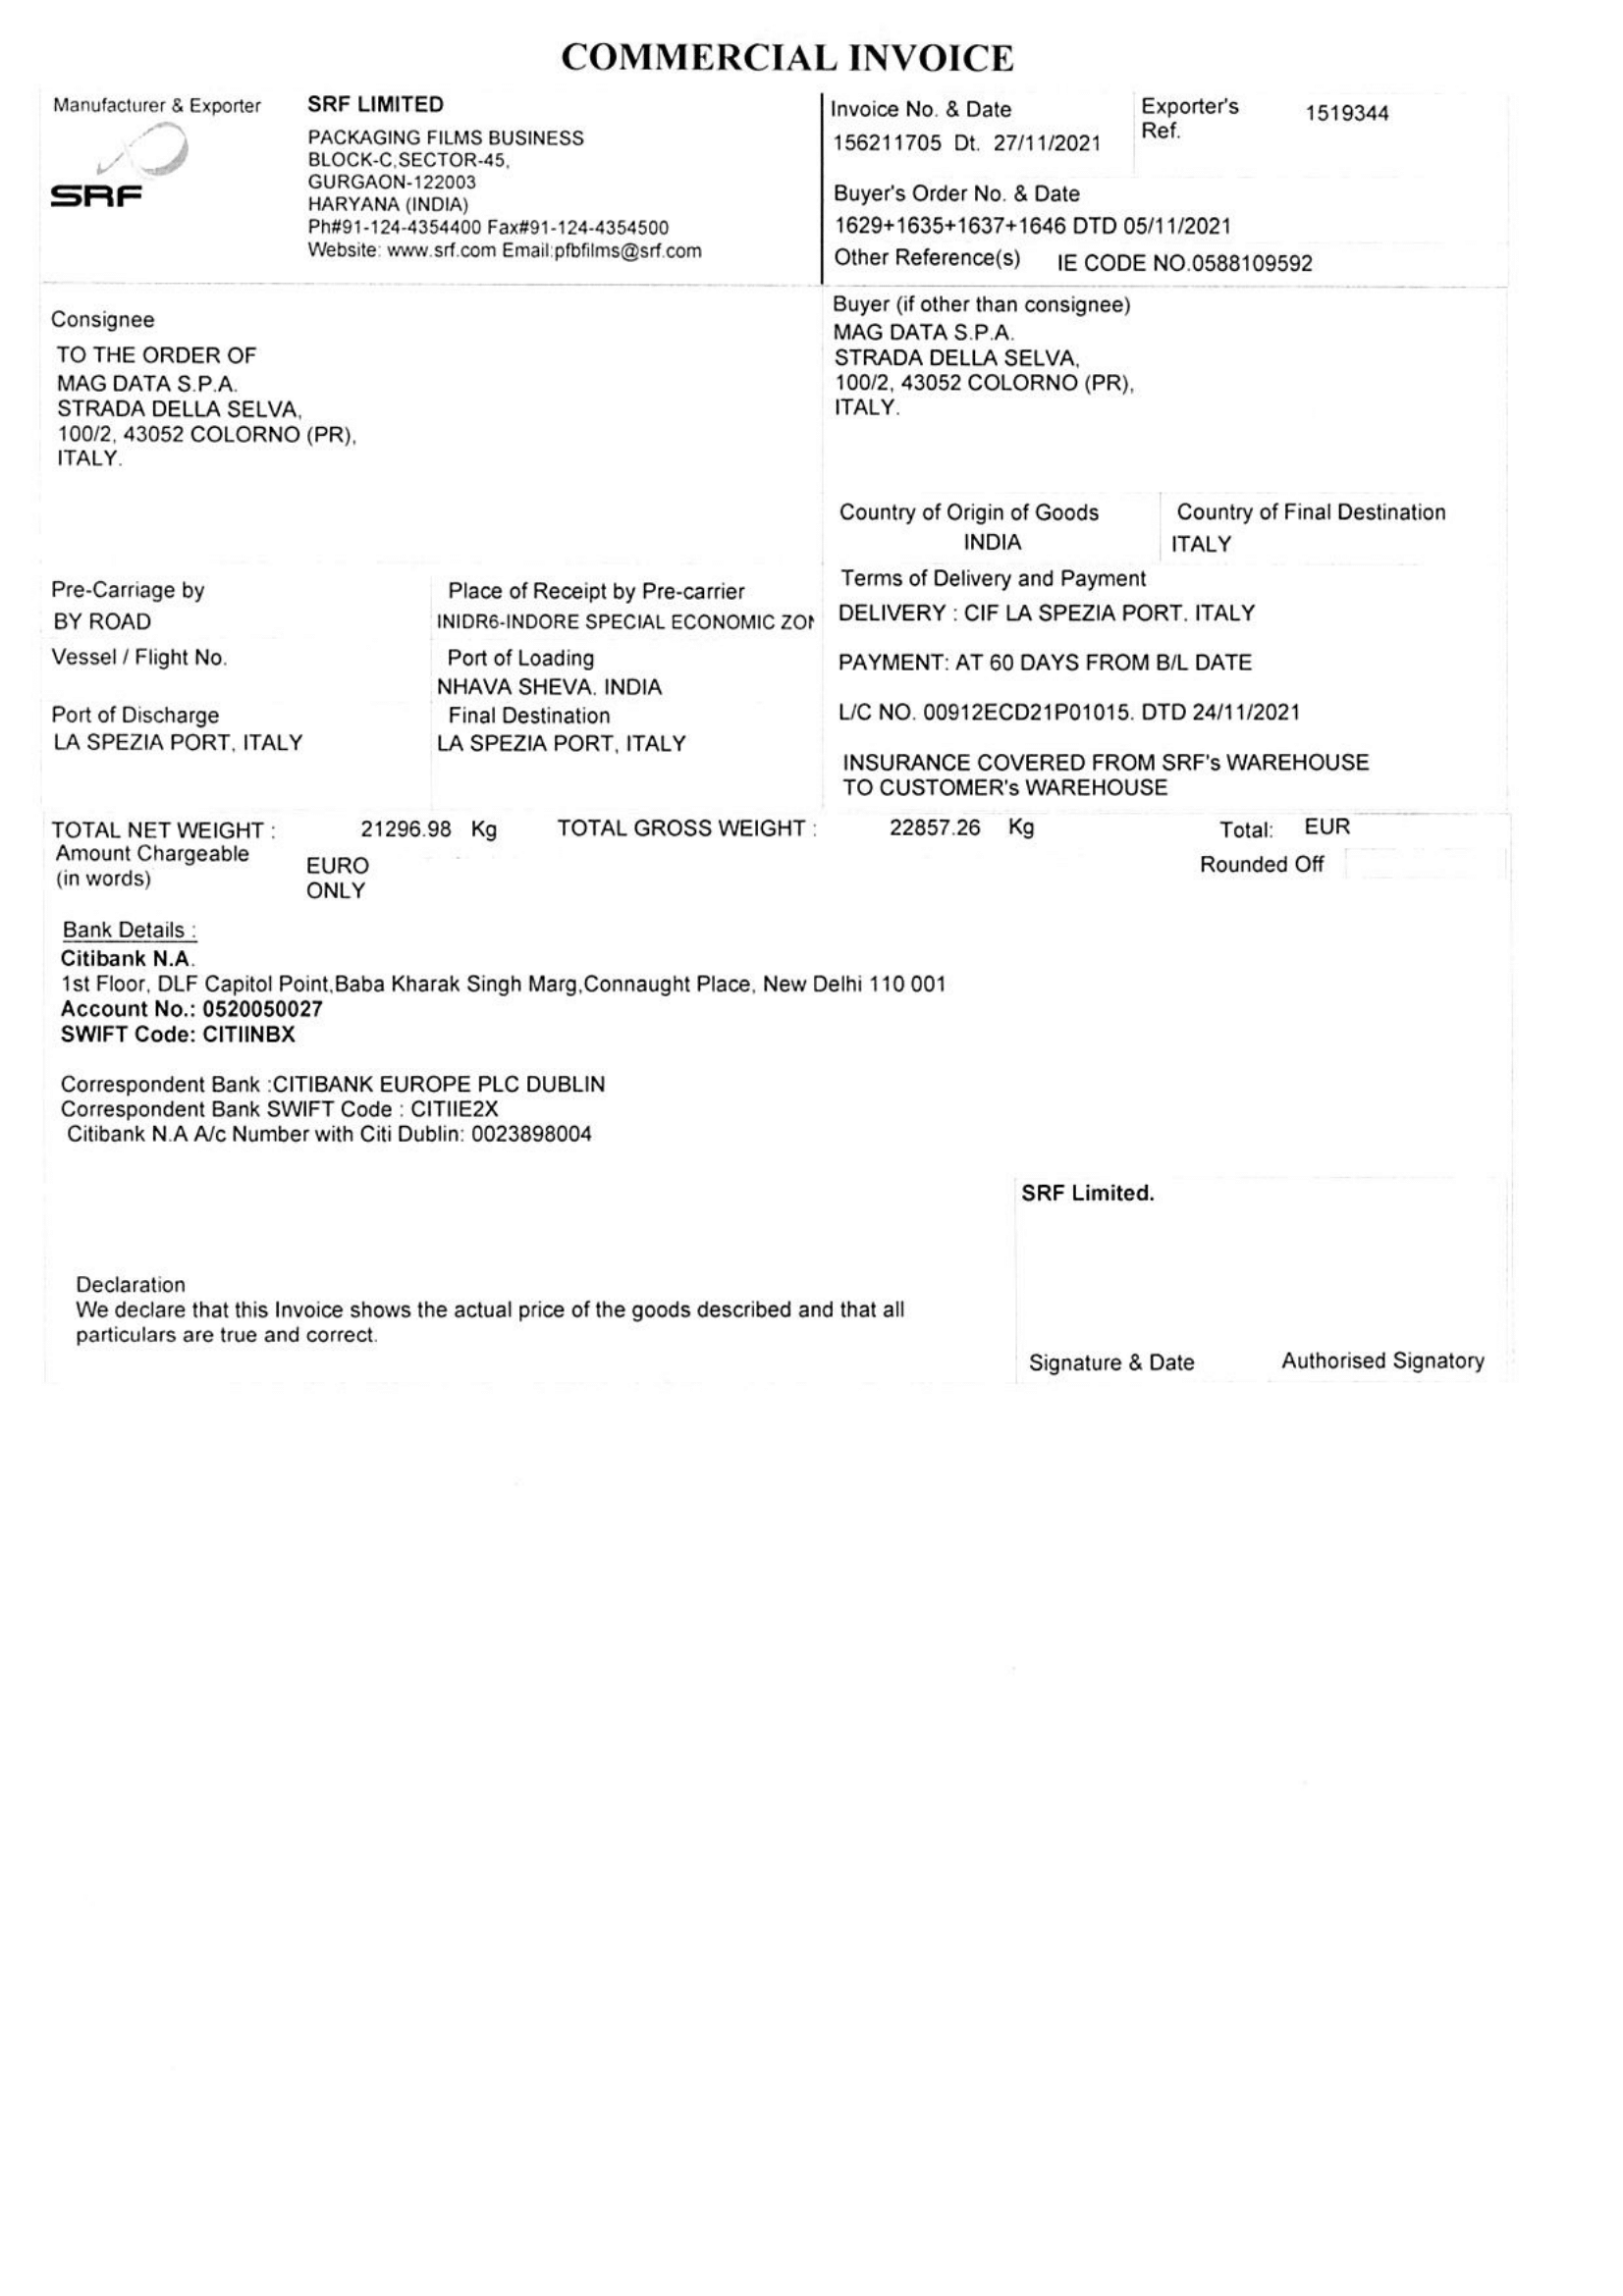 COMMERCIAL INVOICE
Manufacturer & Exporter
SRF
SRF LIMITED
PACKAGING FILMS BUSINESS
BLOCK-C,SECTOR-45,
GURGAON-122003
HARYANA (INDIA)
Ph#91-124-4354400 Fax#91-124-4354500
Website: www.srf.com Email:pfbfilms@srf.com
Invoice No. & Date
156211705 Dt. 27/11/2021
Exporter's
Ref.
1519344
Buyer's Order No. & Date
1629+1635+1637+1646 DTD 05/11/2021
Other Reference(s) IE CODE NO.0588109592
Consignee
TO THE ORDER OF
MAG DATA S.P.A.
STRADA DELLA SELVA,
100/2, 43052 COLORNO (PR),
ITALY.
Buyer (if other than consignee)
MAG DATA S.P.A.
STRADA DELLA SELVA,
100/2, 43052 COLORNO (PR),
ITALY.
Country of Origin of Goods
INDIA
Country of Final Destination
ITALY
Pre-Carriage by
BY ROAD
Place of Receipt by Pre-carrier
INIDR6-INDORE SPECIAL ECONOMIC ZON
Vessel / Flight No.
Port of Loading
NHAVA SHEVA. INDIA
Port of Discharge
LA SPEZIA PORT, ITALY
Final Destination
LA SPEZIA PORT, ITALY
Terms of Delivery and Payment
DELIVERY : CIF LA SPEZIA PORT. ITALY
PAYMENT: AT 60 DAYS FROM B/L DATE
L/C NO. 00912ECD21P01015. DTD 24/11/2021
INSURANCE COVERED FROM SRF's WAREHOUSE
TO CUSTOMER's WAREHOUSE
TOTAL NET WEIGHT : 21296.98 Kg TOTAL GROSS WEIGHT : 22857.26 Kg Total: EUR
Amount Chargeable
(in words)
EURO
ONLY
Rounded Off
Bank Details :
Citibank N.A.
1st Floor, DLF Capitol Point,Baba Kharak Singh Marg,Connaught Place, New Delhi 110 001
Account No.: 0520050027
SWIFT Code: CITIINBX
Correspondent Bank :CITIBANK EUROPE PLC DUBLIN
Correspondent Bank SWIFT Code : CITIIE2X
Citibank N.A A/c Number with Citi Dublin: 0023898004
SRF Limited.
Declaration
We declare that this Invoice shows the actual price of the goods described and that all
particulars are true and correct.
Signature & Date Authorised Signatory